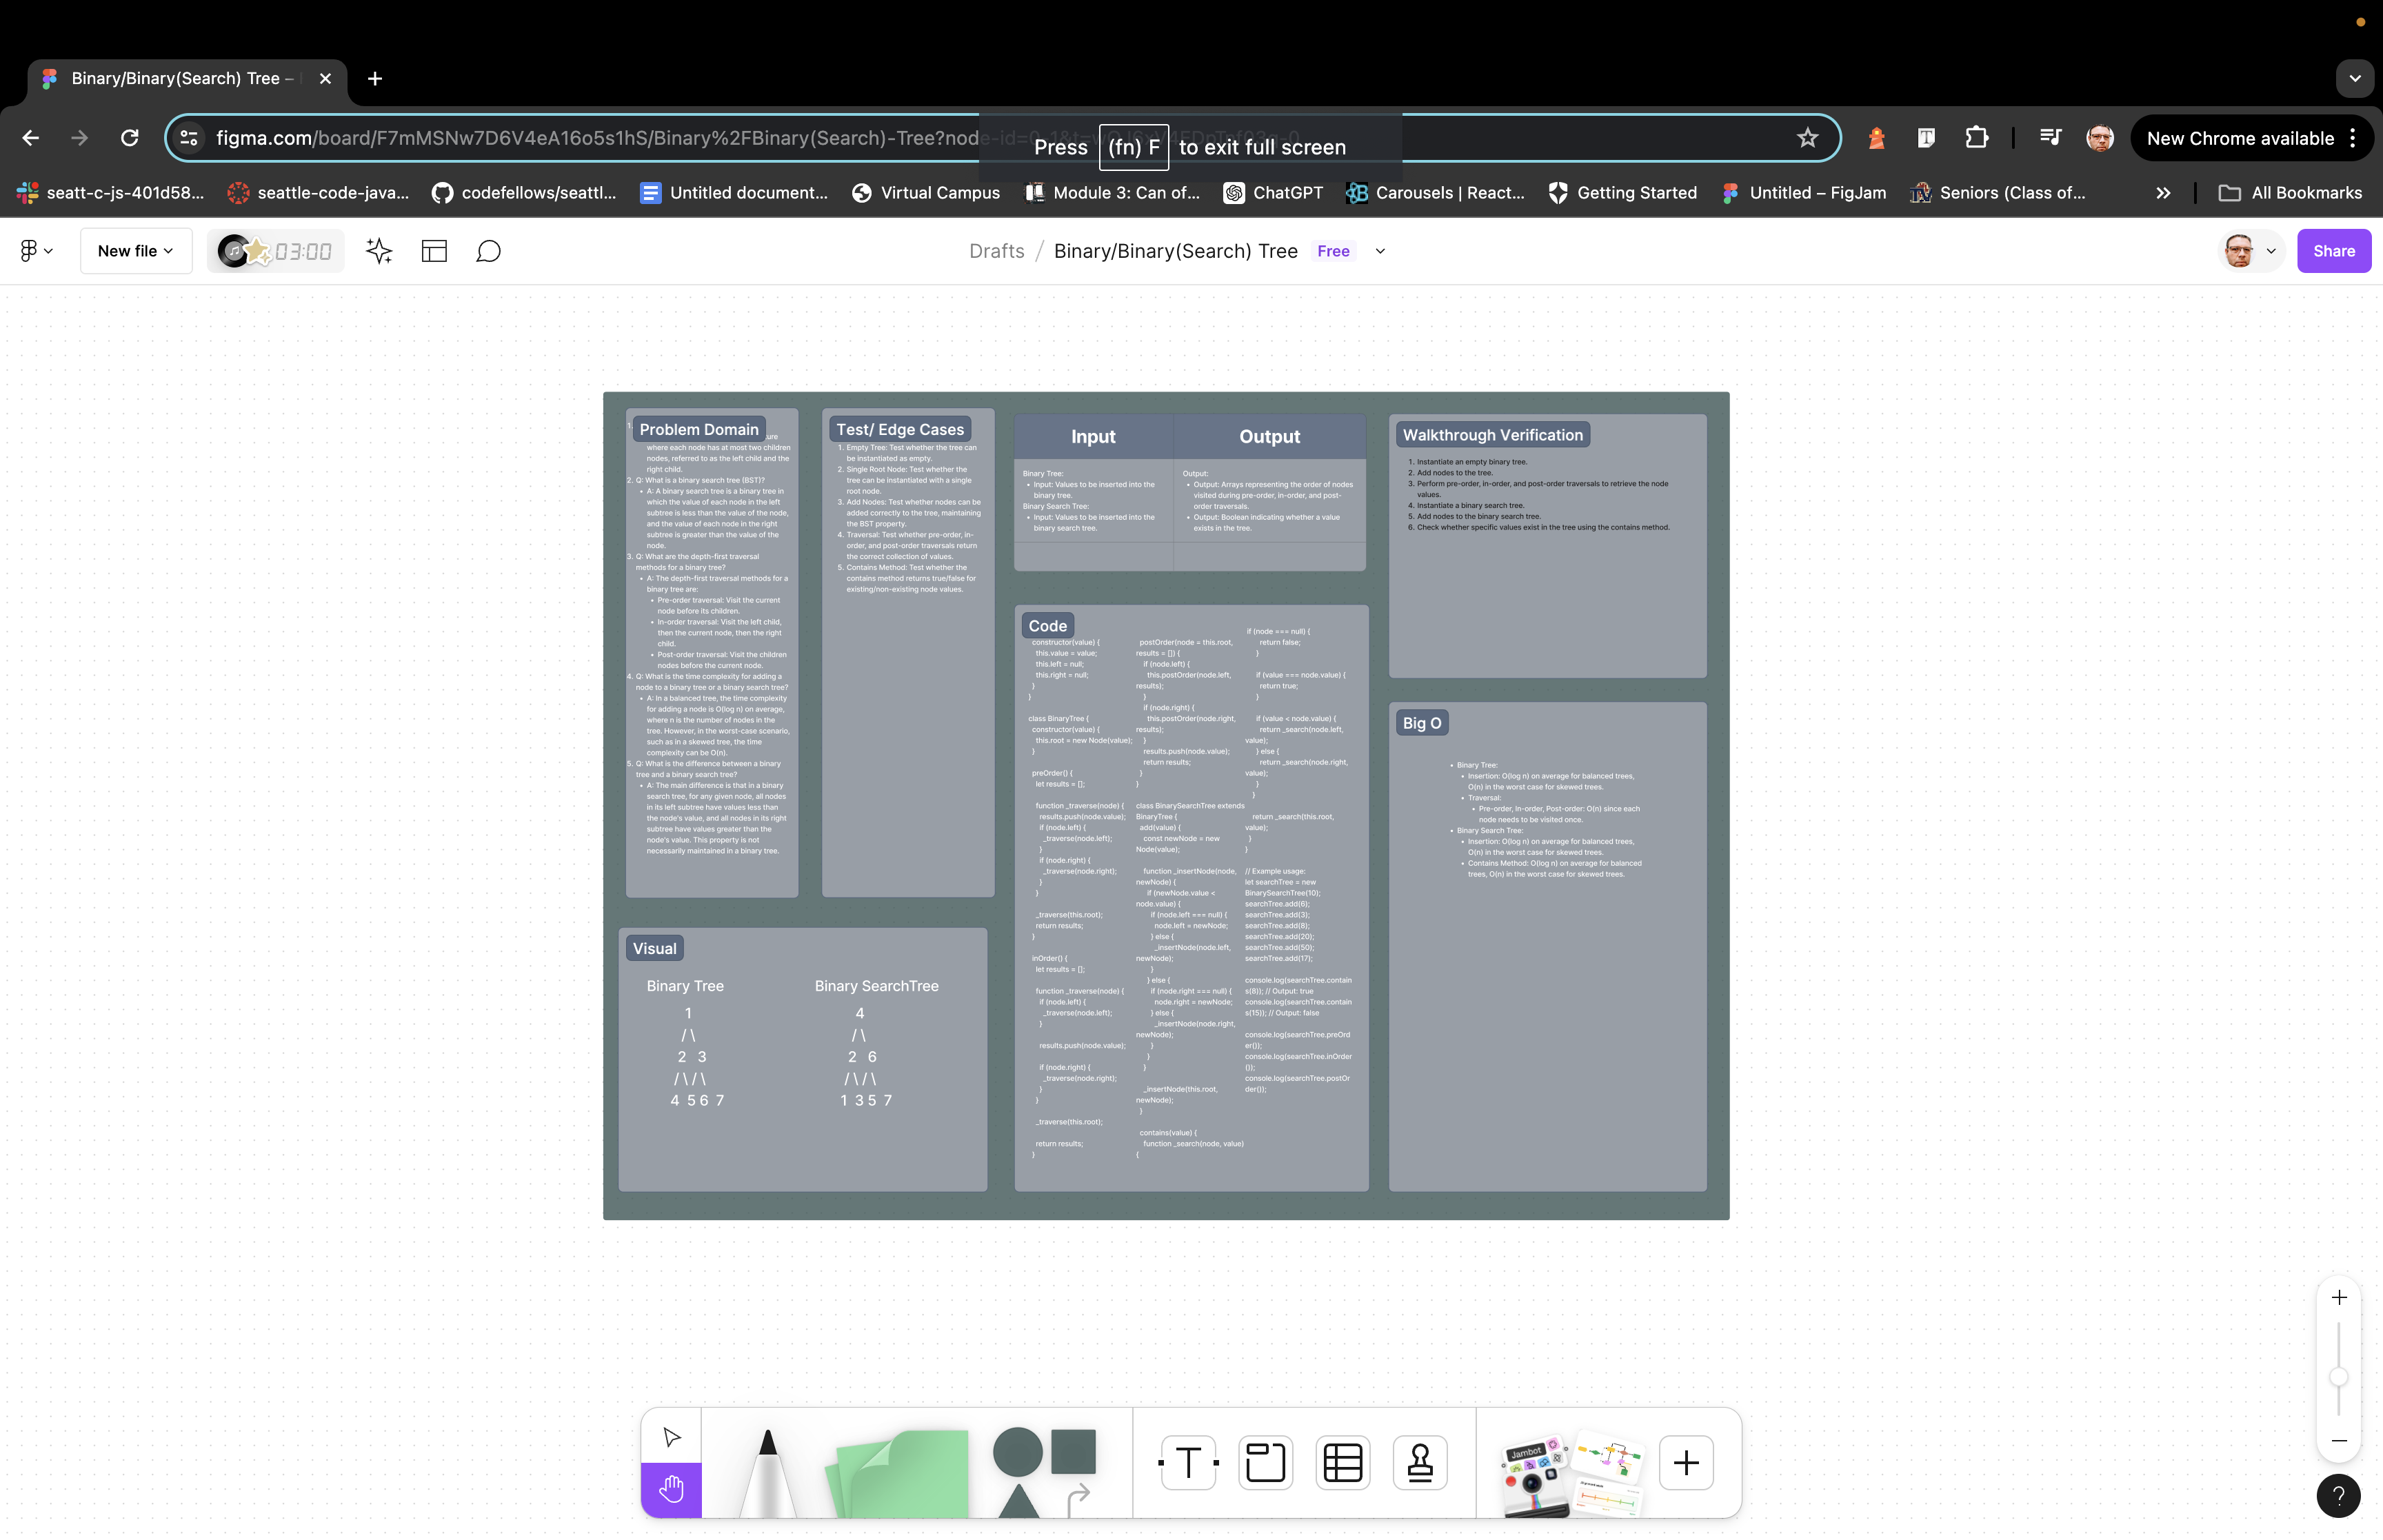 Binary/Binary(Search) Tree –
figma.com/board/F7mMSNw7D6V4eA16o5s1hS/Binary%2FBinary(Search)-Tree?node-id=0-1&t=
Press (fn) F to exit full screen
New Chrome available
seatt-c-js-401d58...
seattle-code-java...
codefellows/seattl...
Untitled document...
Virtual Campus
Module 3: Can of...
ChatGPT
Carousels | React...
Getting Started
Untitled – FigJam
Seniors (Class of...
All Bookmarks
New file
03:00
Drafts / Binary/Binary(Search) Tree Free
Share
Problem Domain
1.
ure
where each node has at most two children
nodes, referred to as the left child and the
right child.
2. Q: What is a binary search tree (BST)?
• A: A binary search tree is a binary tree in
which the value of each node in the left
subtree is less than the value of the node,
and the value of each node in the right
subtree is greater than the value of the
node.
3. Q: What are the depth-first traversal
methods for a binary tree?
• A: The depth-first traversal methods for a
binary tree are:
• Pre-order traversal: Visit the current
node before its children.
• In-order traversal: Visit the left child,
then the current node, then the right
child.
• Post-order traversal: Visit the children
nodes before the current node.
4. Q: What is the time complexity for adding a
node to a binary tree or a binary search tree?
• A: In a balanced tree, the time complexity
for adding a node is O(log n) on average,
where n is the number of nodes in the
tree. However, in the worst-case scenario,
such as in a skewed tree, the time
complexity can be O(n).
5. Q: What is the difference between a binary
tree and a binary search tree?
• A: The main difference is that in a binary
search tree, for any given node, all nodes
in its left subtree have values less than
the node's value, and all nodes in its right
subtree have values greater than the
node's value. This property is not
necessarily maintained in a binary tree.
Test/ Edge Cases
1. Empty Tree: Test whether the tree can
be instantiated as empty.
2. Single Root Node: Test whether the
tree can be instantiated with a single
root node.
3. Add Nodes: Test whether nodes can be
added correctly to the tree, maintaining
the BST property.
4. Traversal: Test whether pre-order, in-
order, and post-order traversals return
the correct collection of values.
5. Contains Method: Test whether the
contains method returns true/false for
existing/non-existing node values.
Input
Output
Binary Tree:
• Input: Values to be inserted into the
binary tree.
Binary Search Tree:
• Input: Values to be inserted into the
binary search tree.
Output:
• Output: Arrays representing the order of nodes
visited during pre-order, in-order, and post-
order traversals.
• Output: Boolean indicating whether a value
exists in the tree.
Walkthrough Verification
1. Instantiate an empty binary tree.
2. Add nodes to the tree.
3. Perform pre-order, in-order, and post-order traversals to retrieve the node
values.
4. Instantiate a binary search tree.
5. Add nodes to the binary search tree.
6. Check whether specific values exist in the tree using the contains method.
Code
constructor(value) {
this.value = value;
this.left = null;
this.right = null;
}
}
class BinaryTree {
constructor(value) {
this.root = new Node(value);
}
preOrder() {
let results = [];
function _traverse(node) {
results.push(node.value);
if (node.left) {
_traverse(node.left);
}
if (node.right) {
_traverse(node.right);
}
}
_traverse(this.root);
return results;
}
inOrder() {
let results = [];
function _traverse(node) {
if (node.left) {
_traverse(node.left);
}
results.push(node.value);
if (node.right) {
_traverse(node.right);
}
}
_traverse(this.root);
return results;
}
postOrder(node = this.root,
results = []) {
if (node.left) {
this.postOrder(node.left,
results);
}
if (node.right) {
this.postOrder(node.right,
results);
}
results.push(node.value);
return results;
}
}
class BinarySearchTree extends
BinaryTree {
add(value) {
const newNode = new
Node(value);
function _insertNode(node,
newNode) {
if (newNode.value <
node.value) {
if (node.left === null) {
node.left = newNode;
} else {
_insertNode(node.left,
newNode);
}
} else {
if (node.right === null) {
node.right = newNode;
} else {
_insertNode(node.right,
newNode);
}
}
}
_insertNode(this.root,
newNode);
}
contains(value) {
function _search(node, value)
{
if (node === null) {
return false;
}
if (value === node.value) {
return true;
}
if (value < node.value) {
return _search(node.left,
value);
} else {
return _search(node.right,
value);
}
}
return _search(this.root,
value);
}
}
// Example usage:
let searchTree = new
BinarySearchTree(10);
searchTree.add(6);
searchTree.add(3);
searchTree.add(8);
searchTree.add(20);
searchTree.add(50);
searchTree.add(17);
console.log(searchTree.contain
s(8)); // Output: true
console.log(searchTree.contain
s(15)); // Output: false
console.log(searchTree.preOrd
er());
console.log(searchTree.inOrder
());
console.log(searchTree.postOr
der());
Big O
• Binary Tree:
• Insertion: O(log n) on average for balanced trees,
O(n) in the worst case for skewed trees.
• Traversal:
• Pre-order, In-order, Post-order: O(n) since each
node needs to be visited once.
• Binary Search Tree:
• Insertion: O(log n) on average for balanced trees,
O(n) in the worst case for skewed trees.
• Contains Method: O(log n) on average for balanced
trees, O(n) in the worst case for skewed trees.
Visual
Binary Tree
1
/ \
2 3
/ \ / \
4 5 6 7
Binary SearchTree
4
/ \
2 6
/ \ / \
1 3 5 7
T
Jambot
?